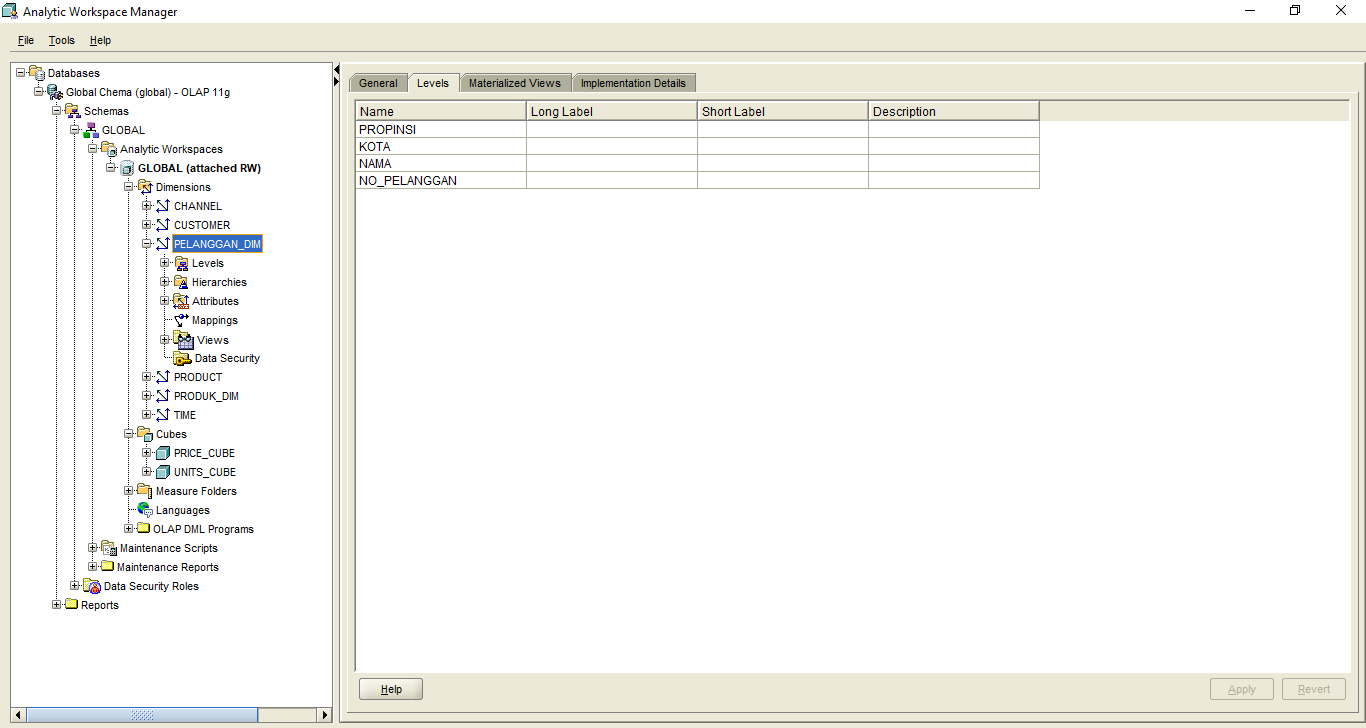 Analytic Workspace Manager
File Tools Help
Databases
Global Chema (global) - OLAP 11g
Schemas
GLOBAL
Analytic Workspaces
GLOBAL (attached RW)
Dimensions
CHANNEL
CUSTOMER
PELANGGAN_DIM
Levels
Hierarchies
Attributes
Mappings
Views
Data Security
PRODUCT
PRODUK_DIM
TIME
Cubes
PRICE_CUBE
UNITS_CUBE
Measure Folders
Languages
OLAP DML Programs
Maintenance Scripts
Maintenance Reports
Data Security Roles
Reports
General Levels Materialized Views Implementation Details
Name Long Label Short Label Description
PROPINSI
KOTA
NAMA
NO_PELANGGAN
Help Apply Revert